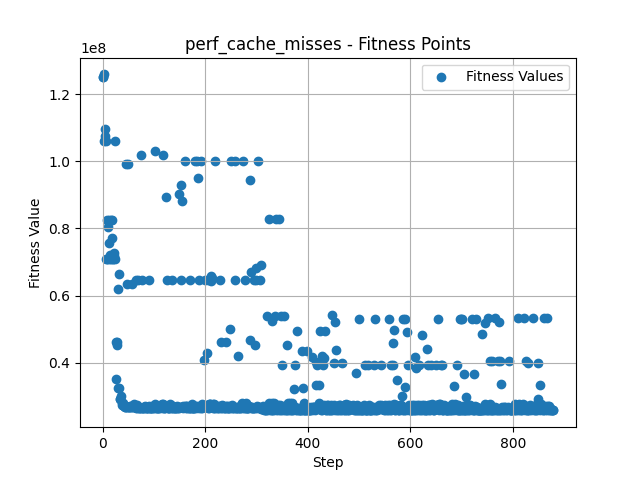 perf_cache_misses - Fitness Points
1e8
Fitness Values
1.2
1.0
0.8
0.6
0.4
Fitness Value
0
200
400
600
800
Step